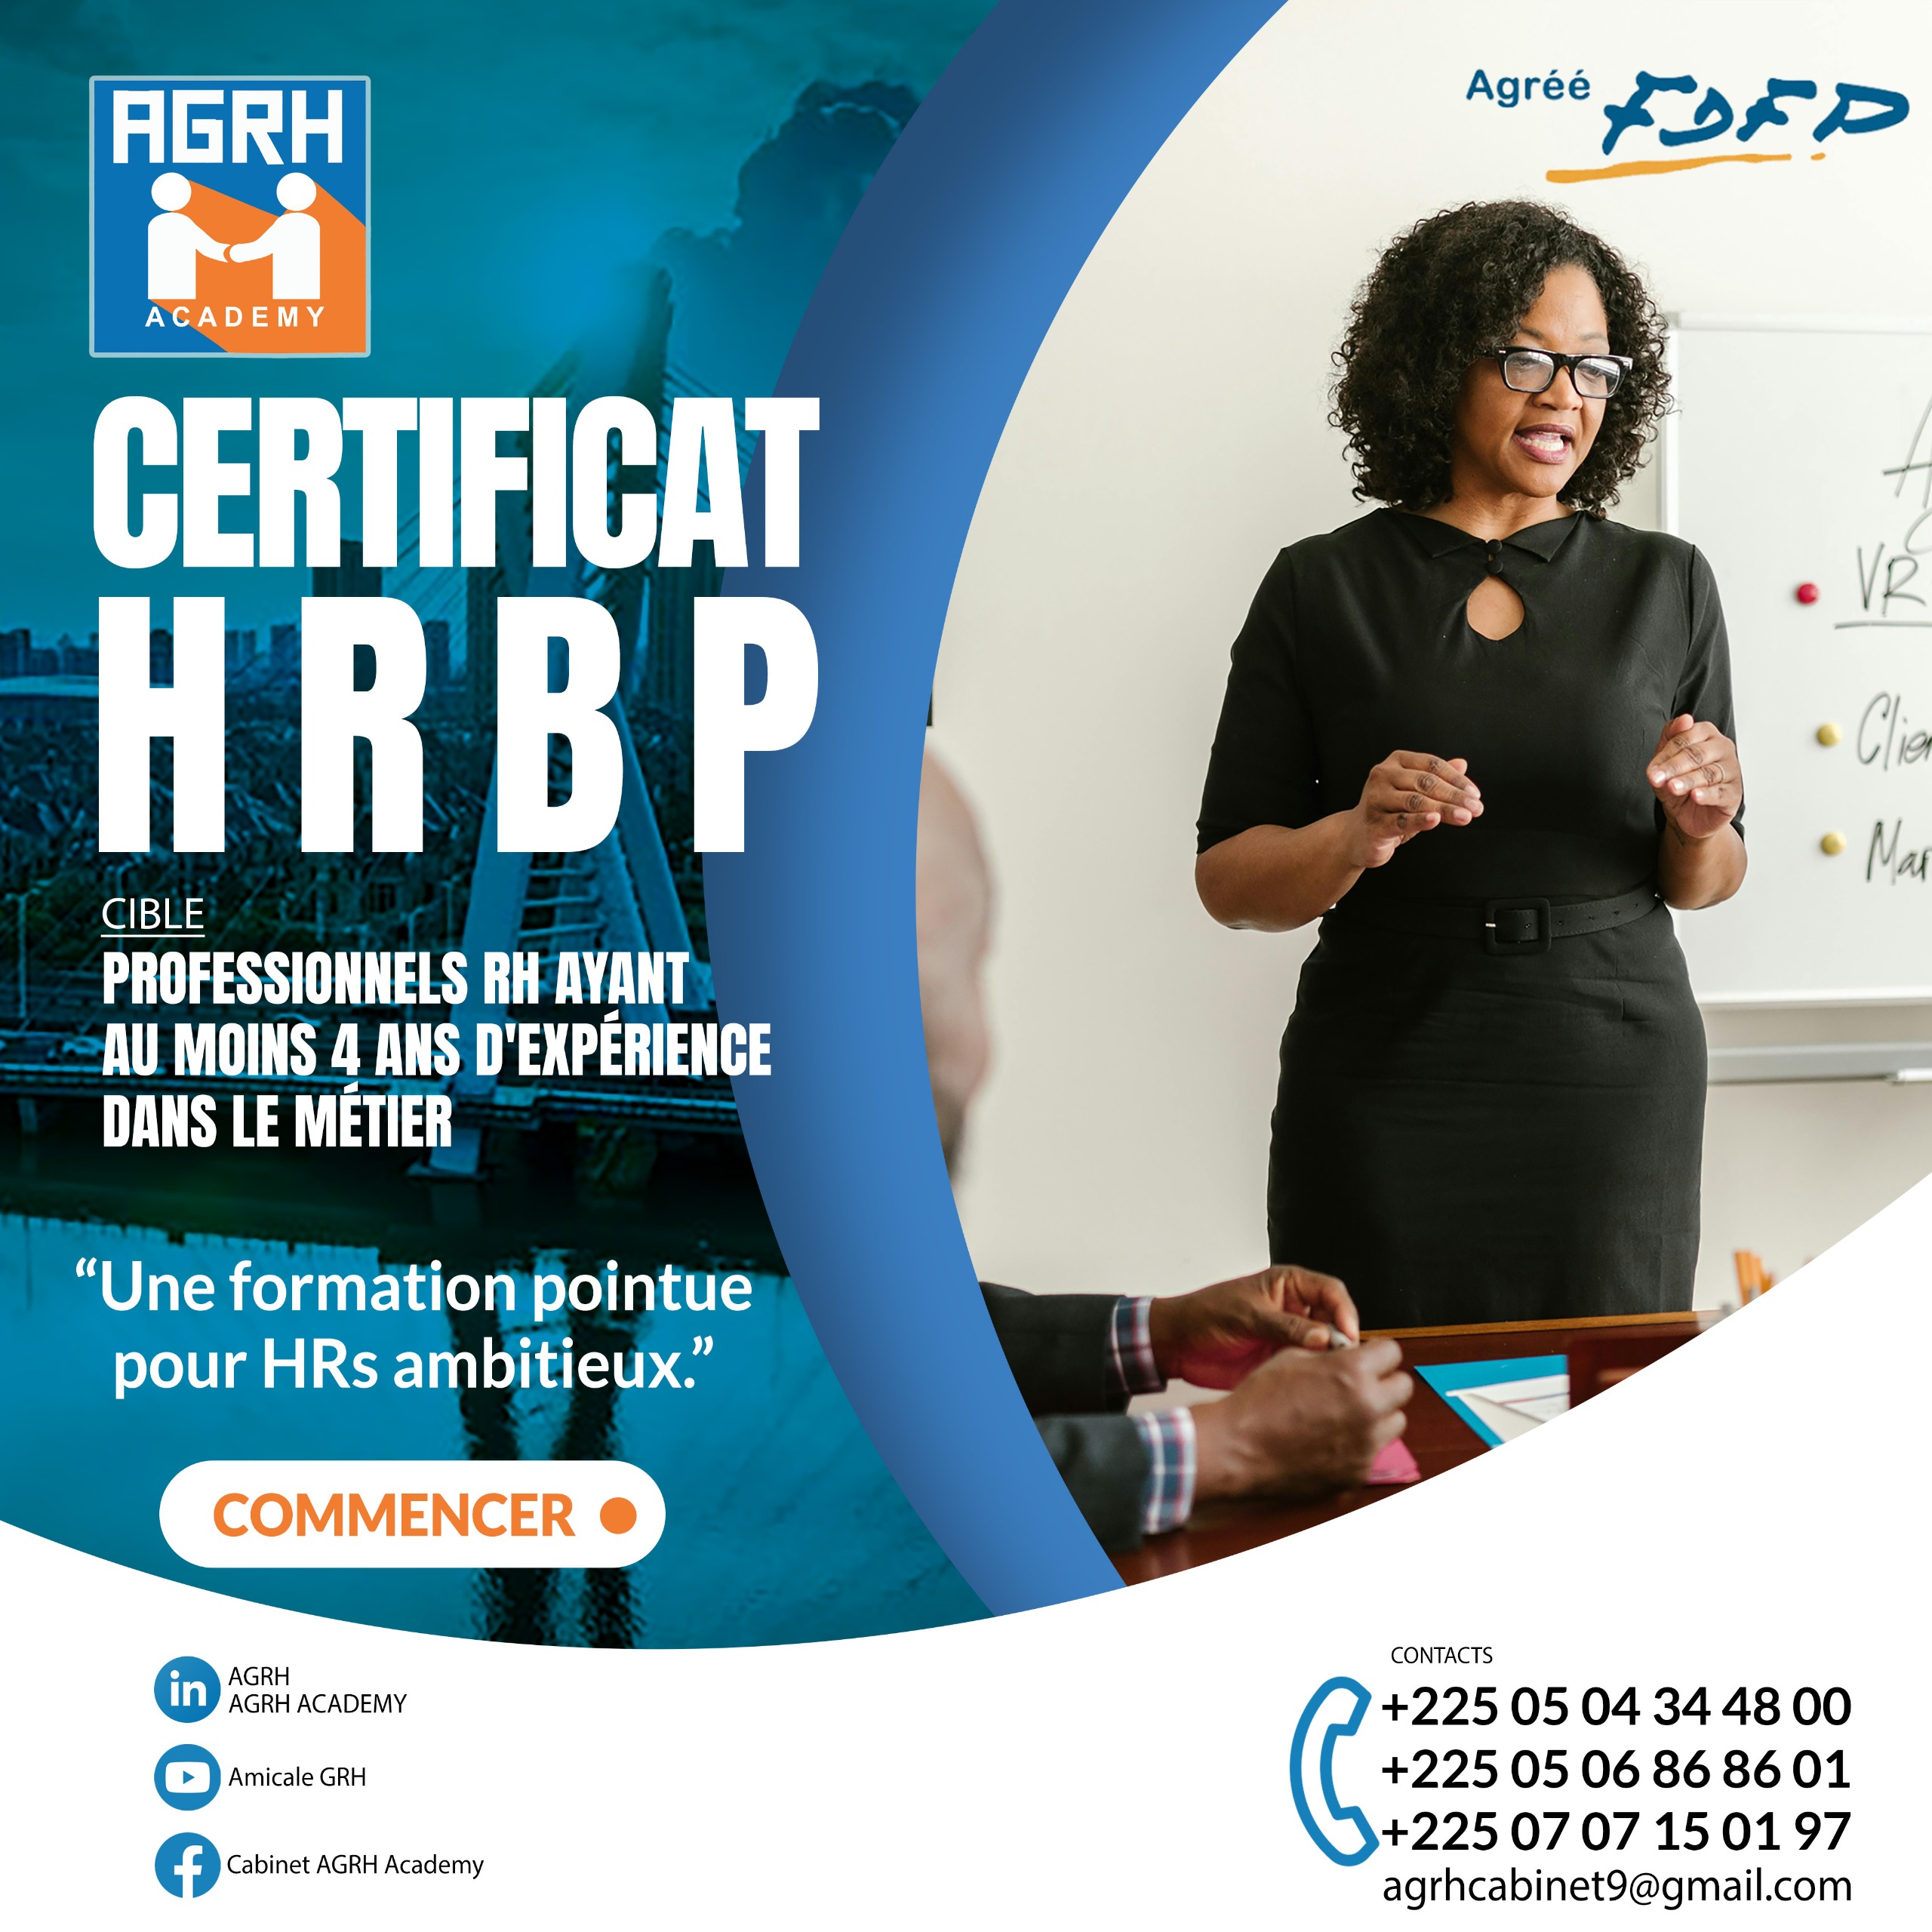 AGRH
ACADEMY
Agréé FDFP
CERTIFICAT
HRBP
CIBLE
PROFESSIONNELS RH AYANT
AU MOINS 4 ANS D'EXPÉRIENCE
DANS LE MÉTIER
“Une formation pointue
pour HRs ambitieux.”
COMMENCER
VR
AGRH
AGRH ACADEMY
Amicale GRH
Cabinet AGRH Academy
CONTACTS
+225 05 04 34 48 00
+225 05 06 86 86 01
+225 07 07 15 01 97
agrhcabinet9@gmail.com